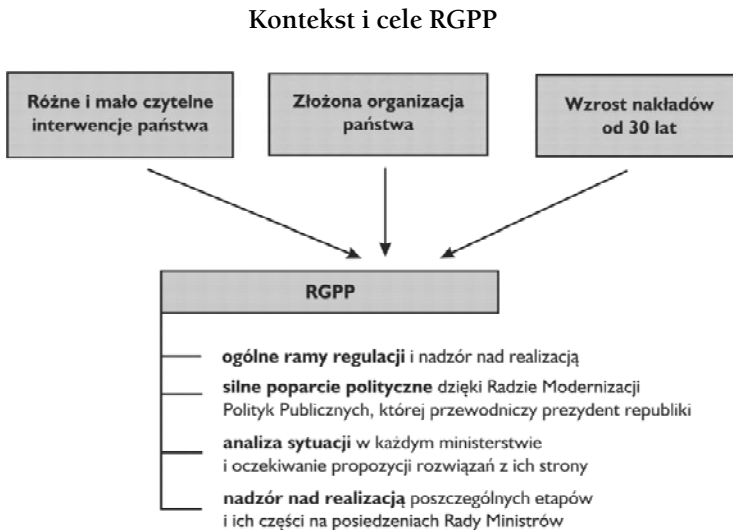 Kontekst i cele RGPP
Różne i mało czytelne
interwencje państwa
Złożona organizacja
państwa
Wzrost nakładów
od 30 lat
RGPP
ogólne ramy regulacji i nadzór nad realizacją
silne poparcie polityczne dzięki Radzie Modernizacji
Polityk Publicznych, której przewodniczy prezydent republiki
analiza sytuacji w każdym ministerstwie
i oczekiwanie propozycji rozwiązań z ich strony
nadzór nad realizacją poszczególnych etapów
i ich części na posiedzeniach Rady Ministrów